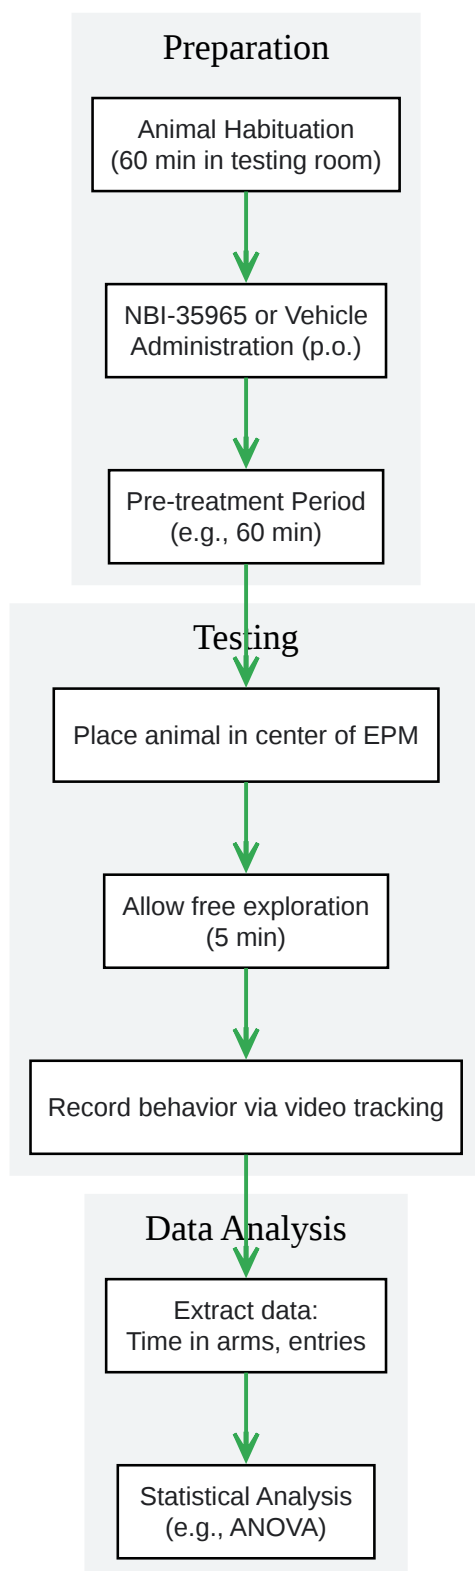 Preparation
Animal Habituation
(60 min in testing room)
NBI-35965 or Vehicle
Administration (p.o.)
Pre-treatment Period
(e.g., 60 min)
Testing
Place animal in center of EPM
Allow free exploration
(5 min)
Record behavior via video tracking
Data Analysis
Extract data:
Time in arms, entries
Statistical Analysis
(e.g., ANOVA)